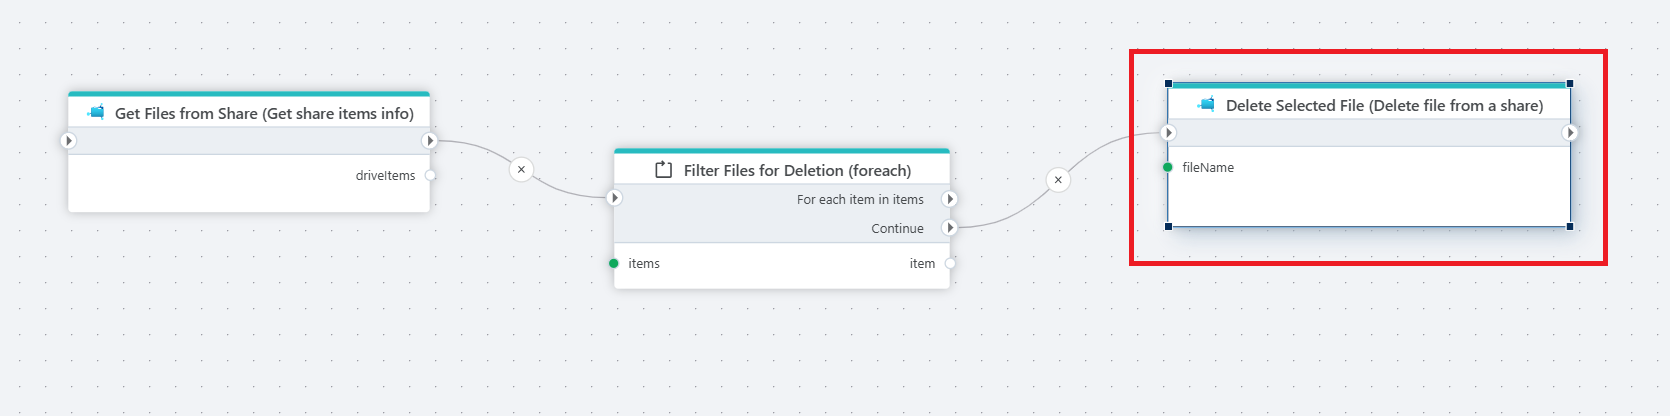 Get Files from Share (Get share items info)
driveItems
Filter Files for Deletion (foreach)
For each item in items
Continue
items
item
Delete Selected File (Delete file from a share)
fileName